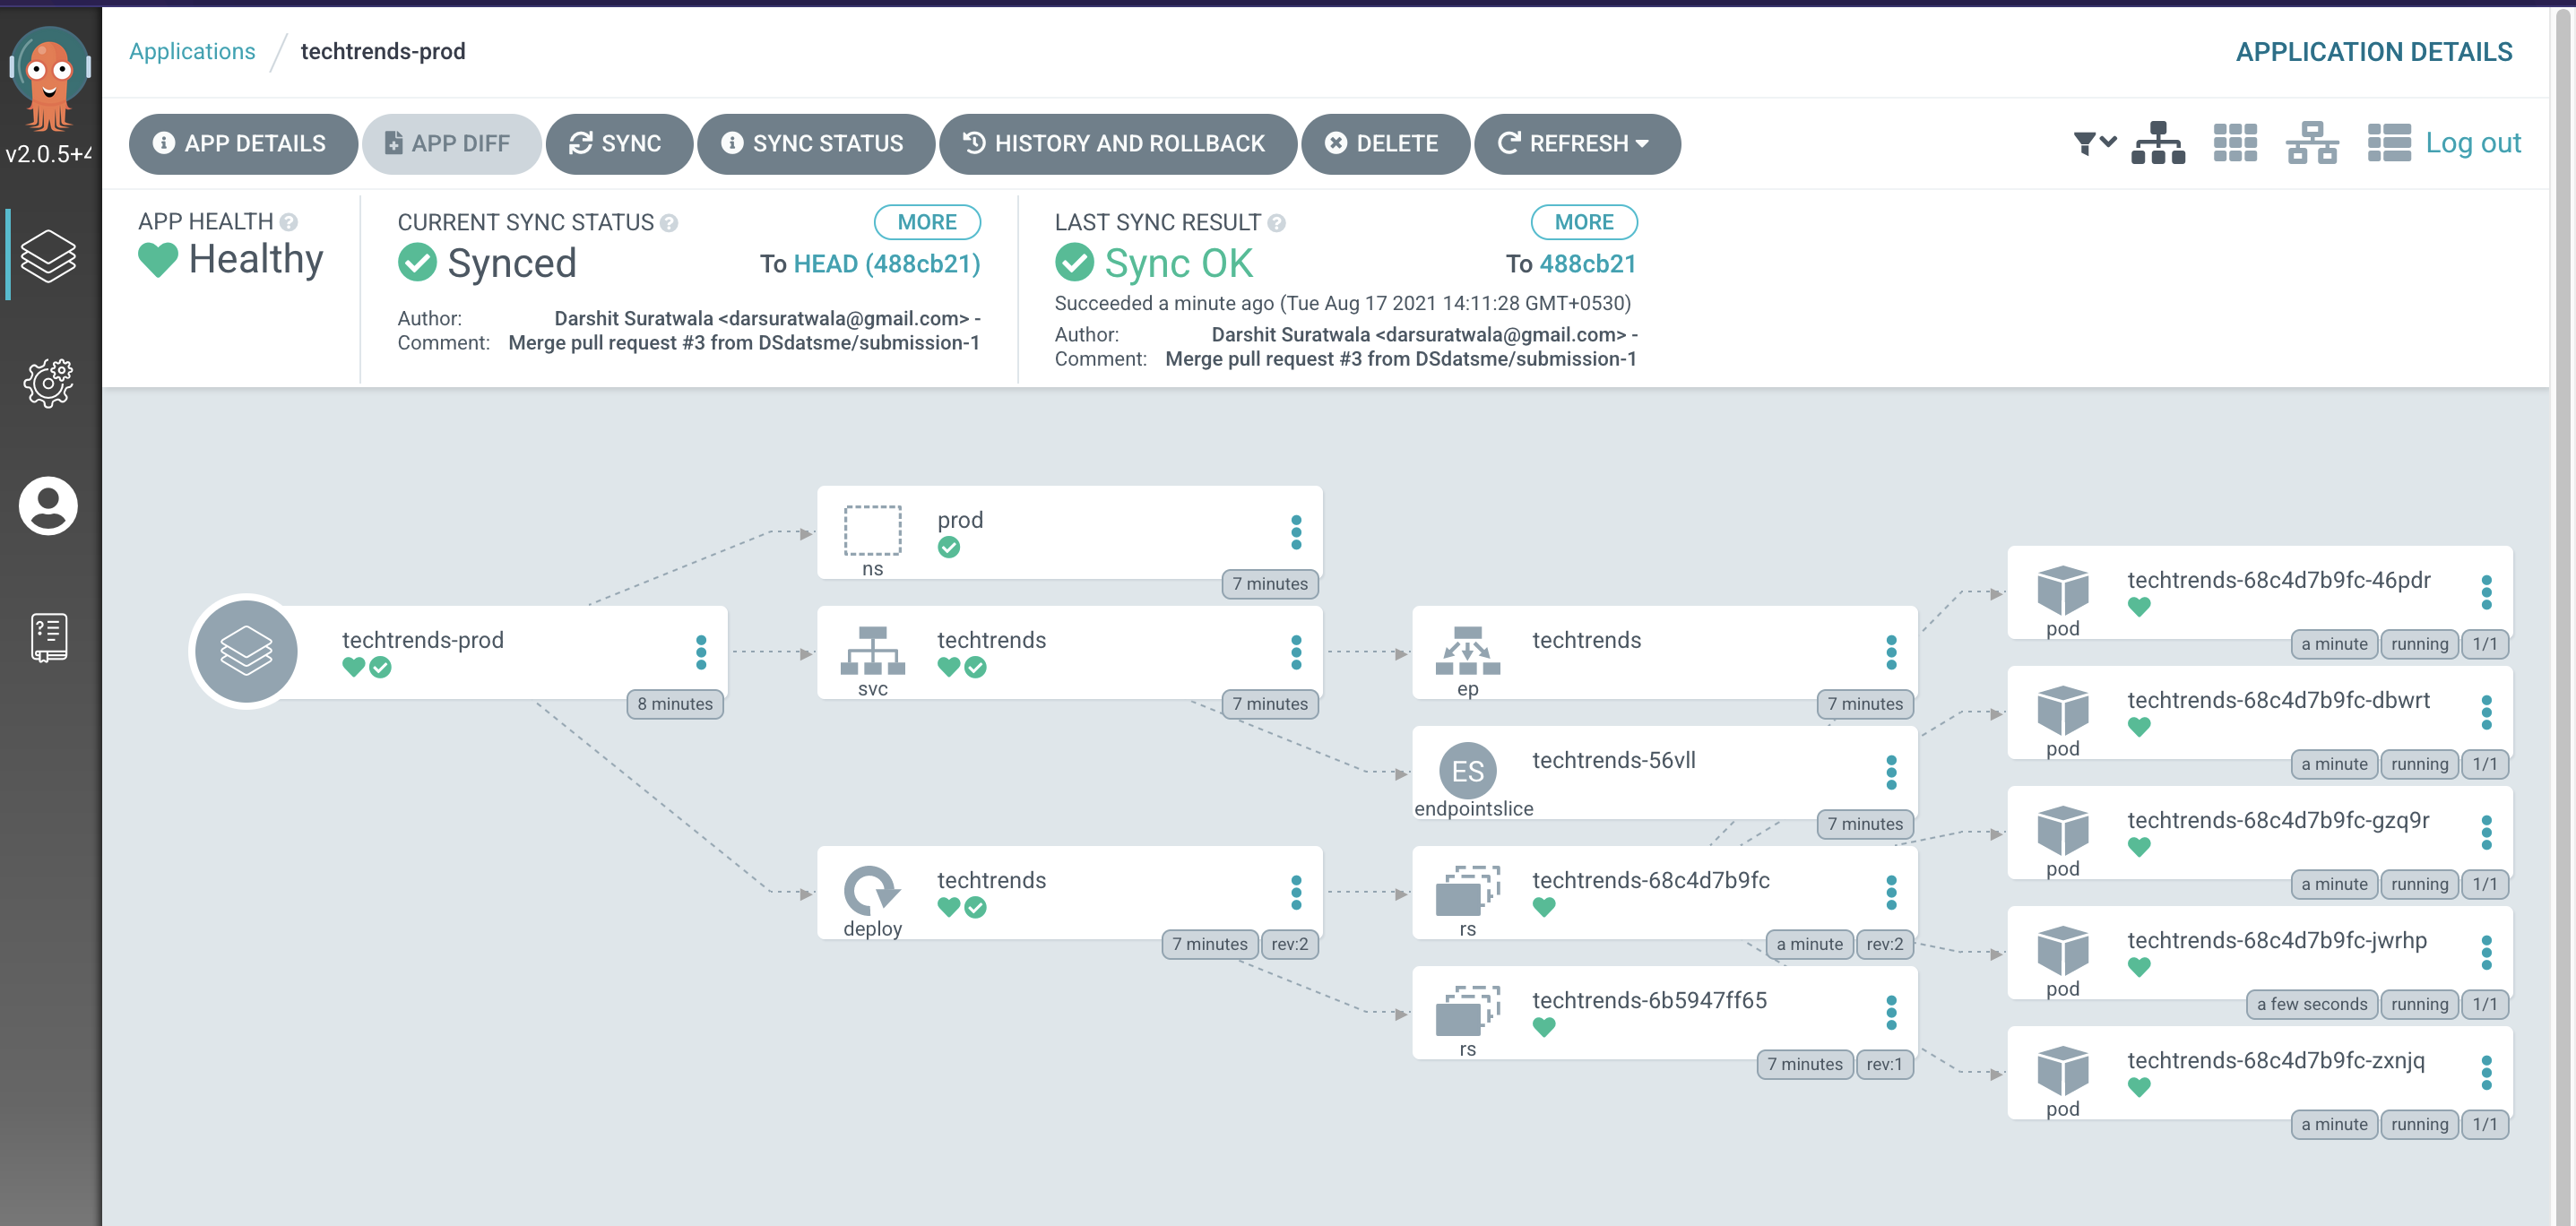 Applications / techtrends-prod
APPLICATION DETAILS
v2.0.5+4
APP DETAILS
APP DIFF
SYNC
SYNC STATUS
HISTORY AND ROLLBACK
DELETE
REFRESH
Log out
APP HEALTH
Healthy
CURRENT SYNC STATUS
MORE
Synced
To HEAD (488cb21)
Author: Darshit Suratwala <darsuratwala@gmail.com> -
Comment: Merge pull request #3 from DSdatsme/submission-1
LAST SYNC RESULT
MORE
Sync OK
To 488cb21
Succeeded a minute ago (Tue Aug 17 2021 14:11:28 GMT+0530)
Author: Darshit Suratwala <darsuratwala@gmail.com> -
Comment: Merge pull request #3 from DSdatsme/submission-1
techtrends-prod
8 minutes
prod
ns
7 minutes
techtrends
svc
7 minutes
techtrends
deploy
7 minutes rev:2
techtrends
ep
7 minutes
ES
techtrends-56vll
endpointslice
7 minutes
techtrends-68c4d7b9fc
rs
a minute rev:2
techtrends-6b5947ff65
rs
7 minutes rev:1
techtrends-68c4d7b9fc-46pdr
pod
a minute running 1/1
techtrends-68c4d7b9fc-dbwrt
pod
a minute running 1/1
techtrends-68c4d7b9fc-gzq9r
pod
a minute running 1/1
techtrends-68c4d7b9fc-jwrhp
pod
a few seconds running 1/1
techtrends-68c4d7b9fc-zxnjq
pod
a minute running 1/1